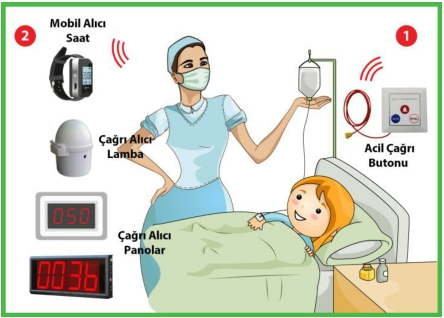 2
Mobil Alıcı
Saat
1
Acil Çağrı
Butonu
Çağrı Alıcı
Lamba
050
Çağrı Alıcı
Panolar
0036